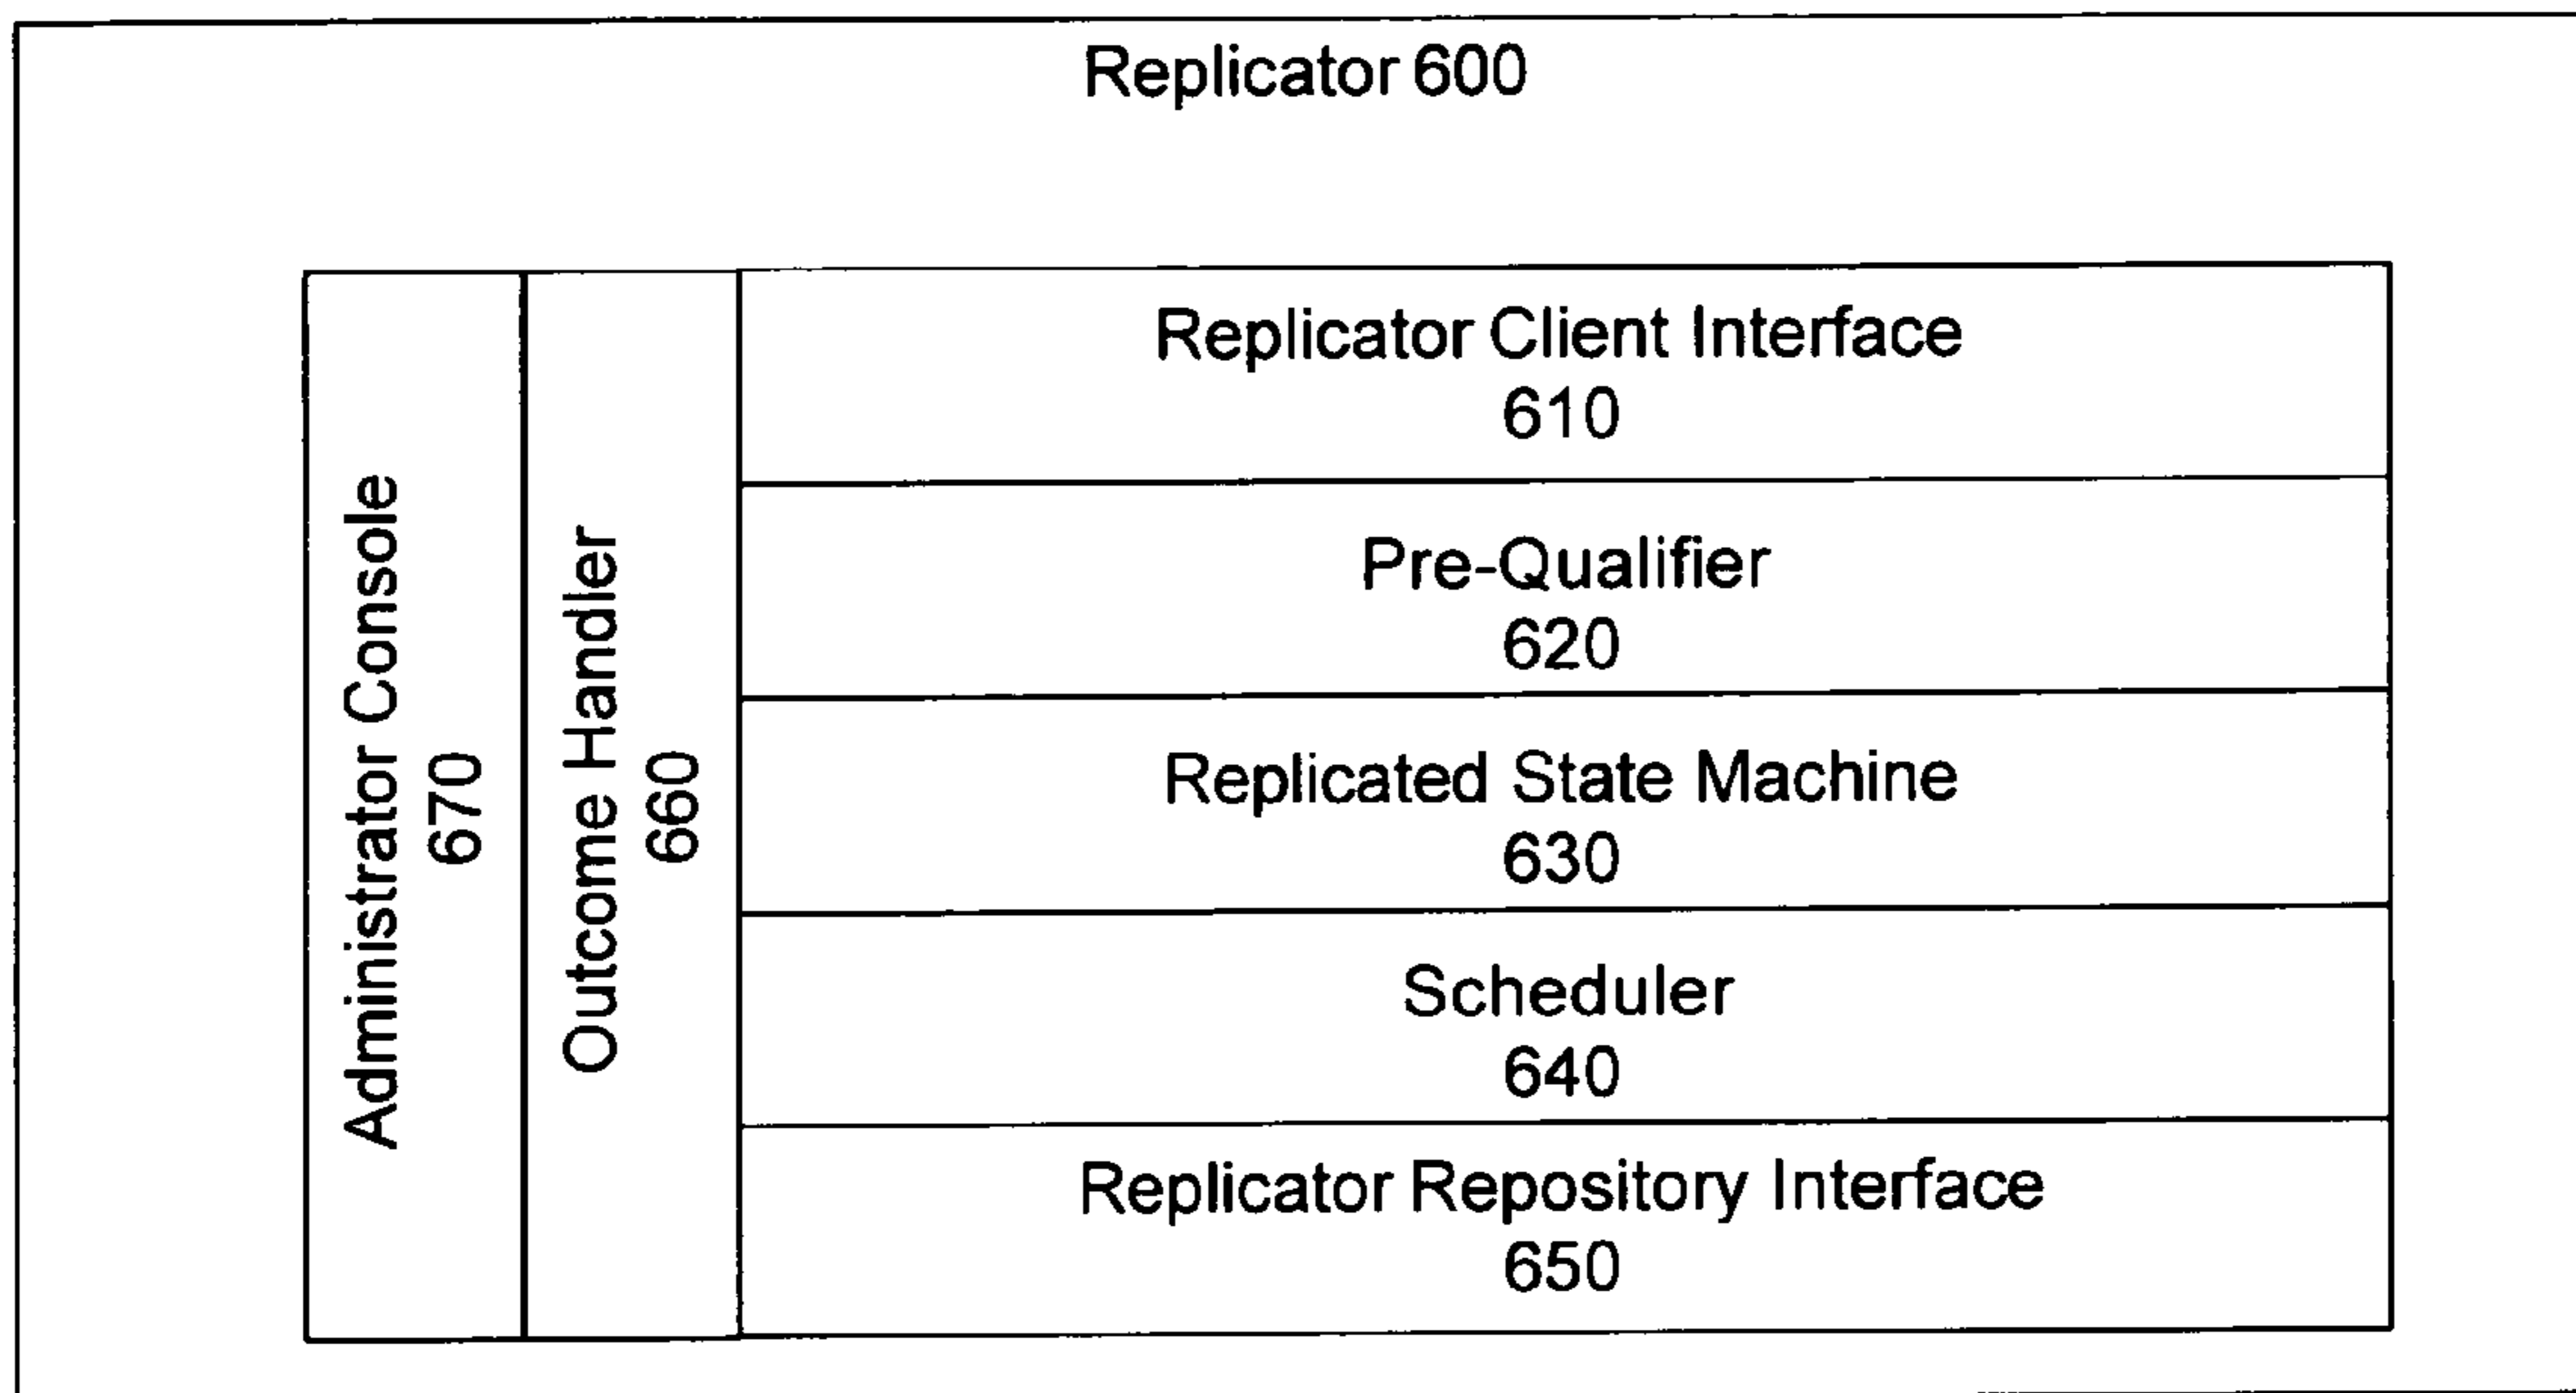 Replicator 600
Administrator Console
670
Outcome Handler
660
Replicator Client Interface
610
Pre-Qualifier
620
Replicated State Machine
630
Scheduler
640
Replicator Repository Interface
650